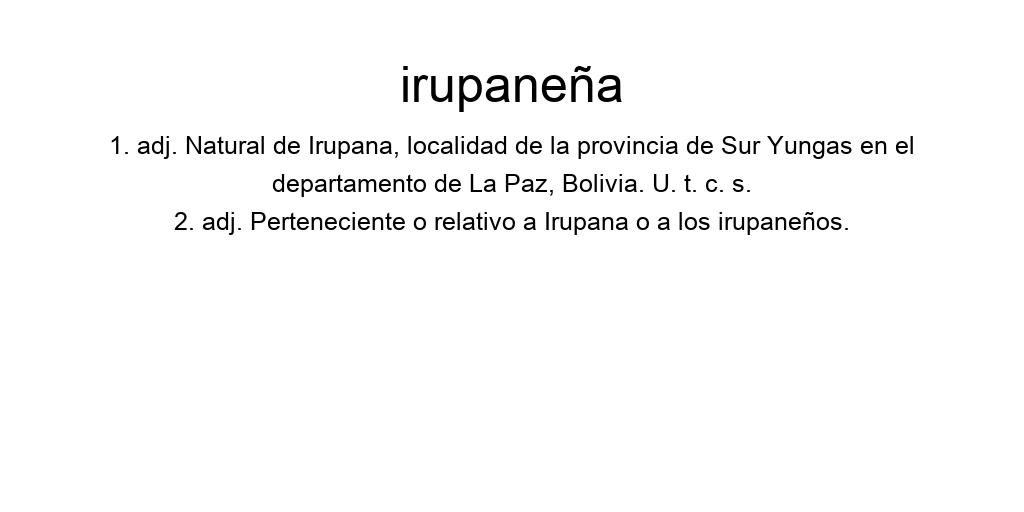 irupaneña
1. adj. Natural de Irupana, localidad de la provincia de Sur Yungas en el
departamento de La Paz, Bolivia. U. t. c. s.
2. adj. Perteneciente o relativo a Irupana o a los irupaneños.